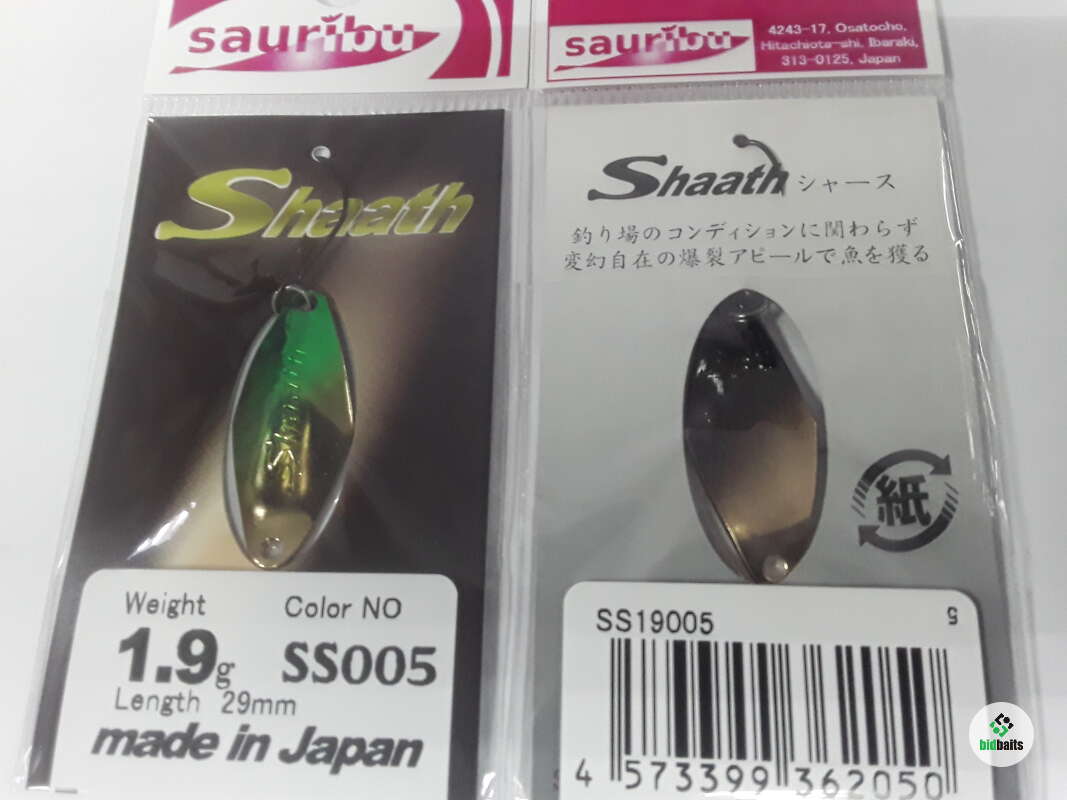 sauribu
Shaath
Shaath
Weight Color NO
1.9g SS005
Length 29mm
made in Japan
sauribu
4243-17, Osatocho,
Hitachiota-shi, Ibaraki,
313-0125, Japan
Shaath シャース
釣り場のコンディションに関わらず
変幻自在の爆裂アピールで魚を獲る
紙
SS19005 5
4 573399 362050
bidbaits